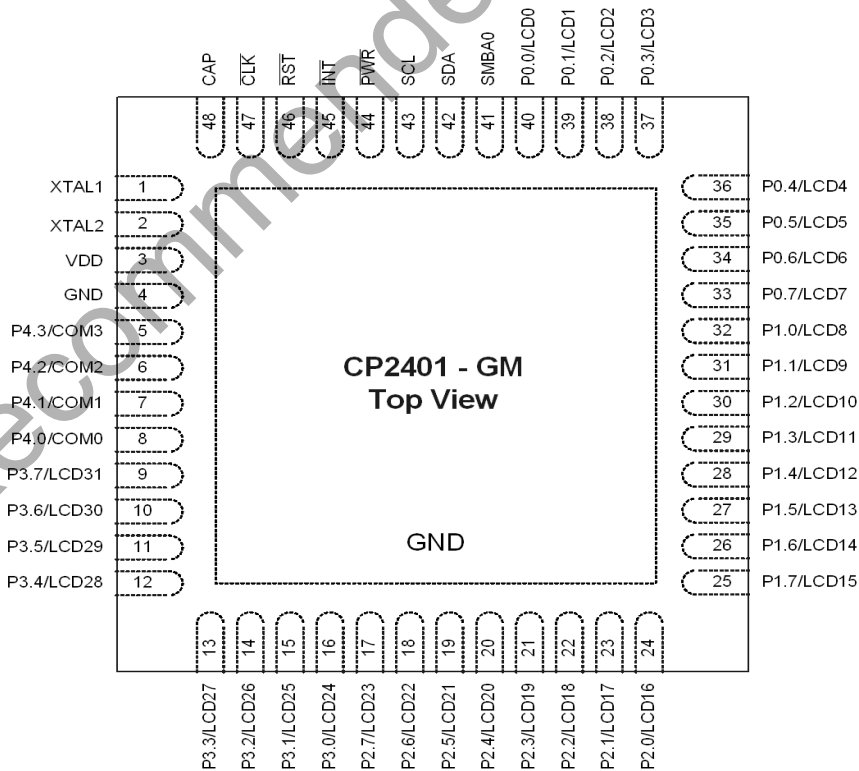 CAP
CLK
RST
INT
PWR
SCL
SDA
SMBA0
P0.0/LCD0
P0.1/LCD1
P0.2/LCD2
P0.3/LCD3
48
47
46
45
44
43
42
41
40
39
38
37
XTAL1 1
XTAL2 2
VDD 3
GND 4
P4.3/COM3 5
P4.2/COM2 6
P4.1/COM1 7
P4.0/COM0 8
P3.7/LCD31 9
P3.6/LCD30 10
P3.5/LCD29 11
P3.4/LCD28 12
CP2401 - GM
Top View
GND
36 P0.4/LCD4
35 P0.5/LCD5
34 P0.6/LCD6
33 P0.7/LCD7
32 P1.0/LCD8
31 P1.1/LCD9
30 P1.2/LCD10
29 P1.3/LCD11
28 P1.4/LCD12
27 P1.5/LCD13
26 P1.6/LCD14
25 P1.7/LCD15
13
14
15
16
17
18
19
20
21
22
23
24
P3.3/LCD27
P3.2/LCD26
P3.1/LCD25
P3.0/LCD24
P2.7/LCD23
P2.6/LCD22
P2.5/LCD21
P2.4/LCD20
P2.3/LCD19
P2.2/LCD18
P2.1/LCD17
P2.0/LCD16